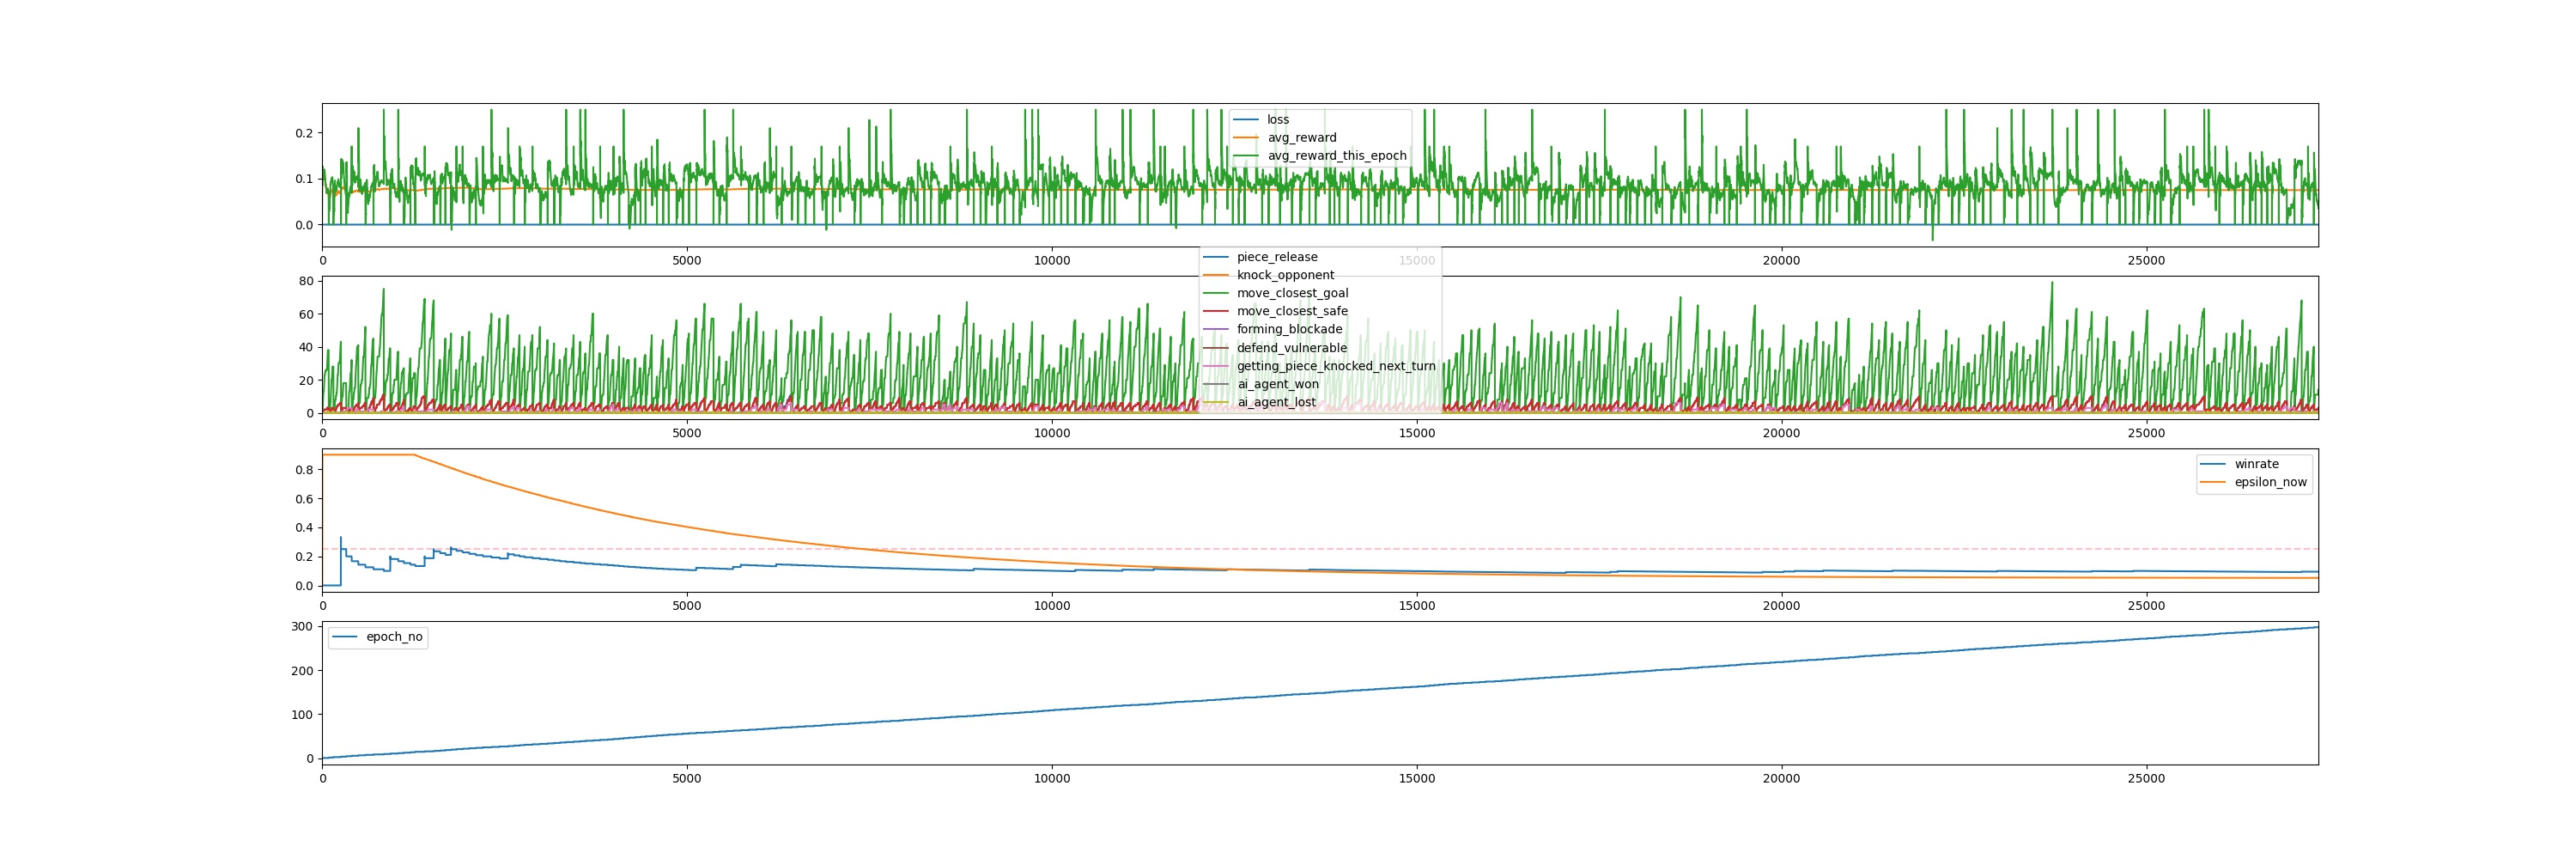 0.2
0.1
0.0
loss
avg_reward
avg_reward_this_epoch
0 5000 10000 15000 20000 25000
80
60
40
20
0
piece_release
knock_opponent
move_closest_goal
move_closest_safe
forming_blockade
defend_vulnerable
getting_piece_knocked_next_turn
ai_agent_won
ai_agent_lost
0 5000 10000 15000 20000 25000
0.8
0.6
0.4
0.2
0.0
winrate
epsilon_now
0 5000 10000 15000 20000 25000
300
200
100
0
epoch_no
0 5000 10000 15000 20000 25000